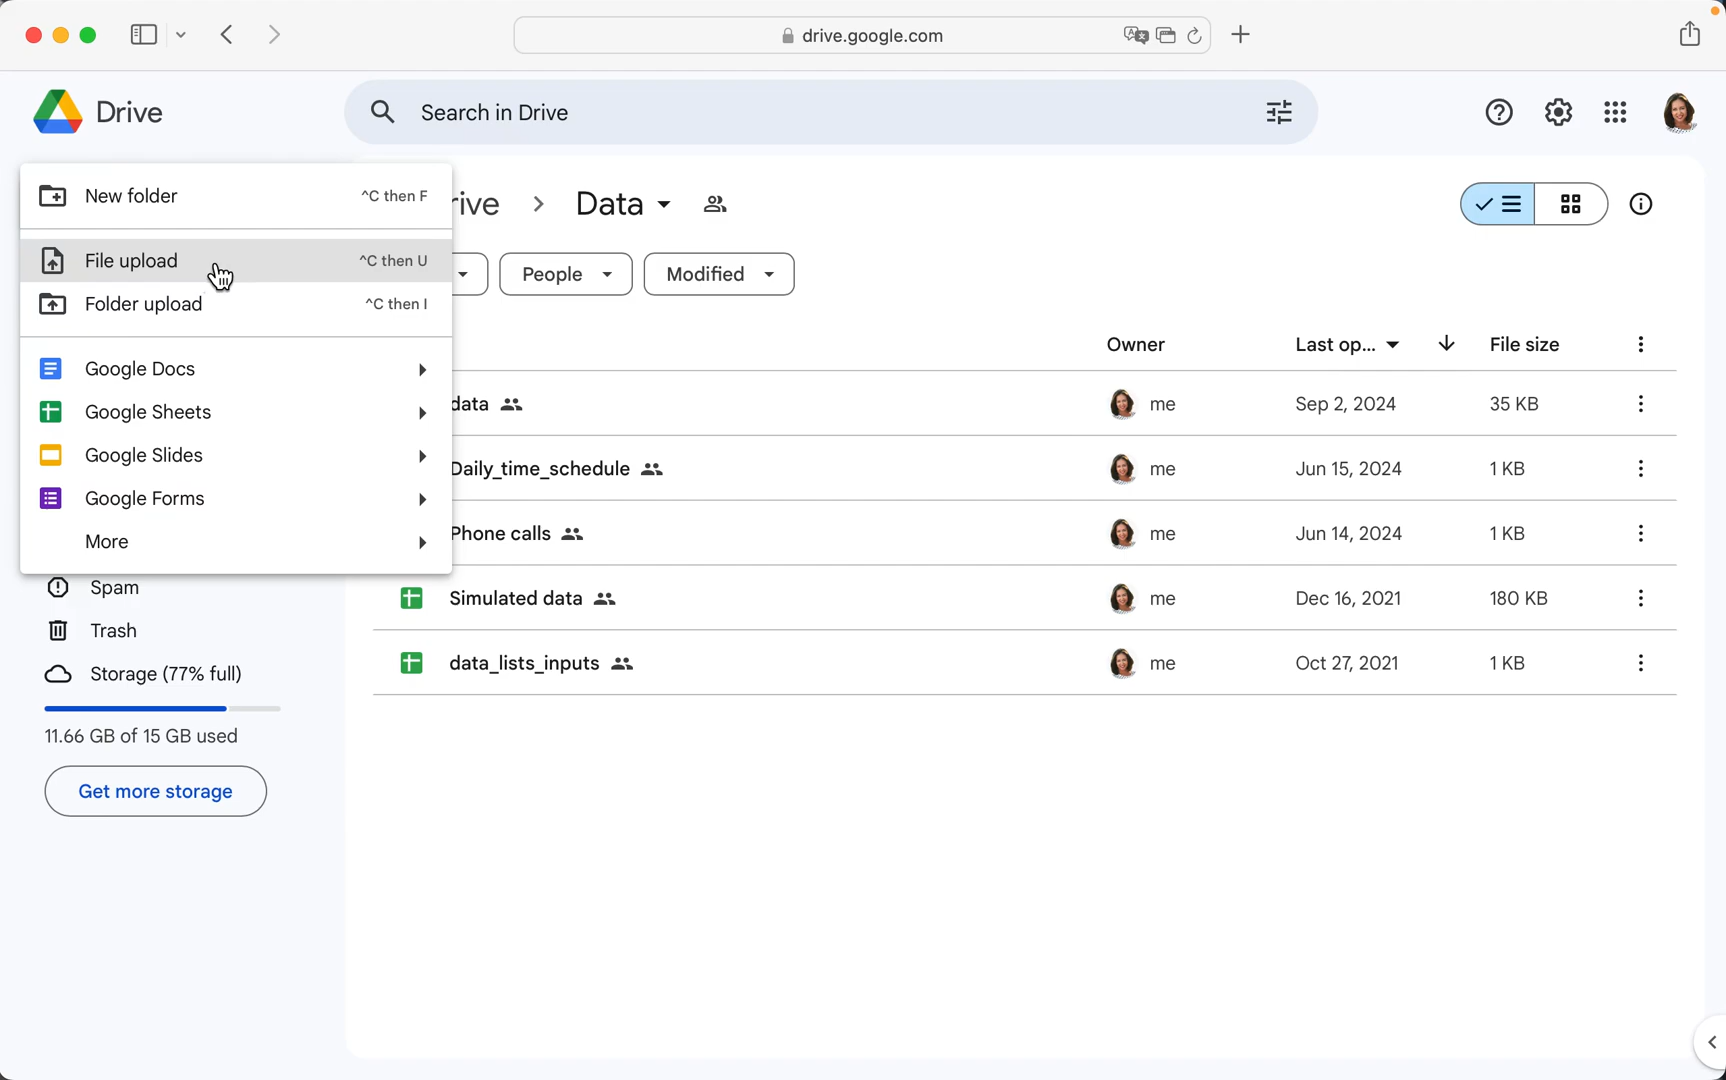 drive.google.com
Drive
Search in Drive
New folder ^C then F
File upload ^C then U
Folder upload ^C then I
Google Docs
Google Sheets
Google Slides
Google Forms
More
Spam
Trash
Storage (77% full)
11.66 GB of 15 GB used
Get more storage
Data
People Modified
Owner Last op... File size
data me Sep 2, 2024 35 KB
Daily_time_schedule me Jun 15, 2024 1 KB
Phone calls me Jun 14, 2024 1 KB
Simulated data me Dec 16, 2021 180 KB
data_lists_inputs me Oct 27, 2021 1 KB